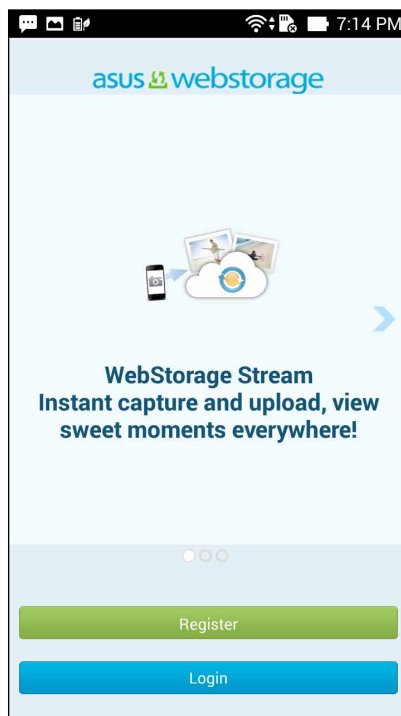 7:14 PM
asus webstorage
WebStorage Stream
Instant capture and upload, view
sweet moments everywhere!
Register
Login